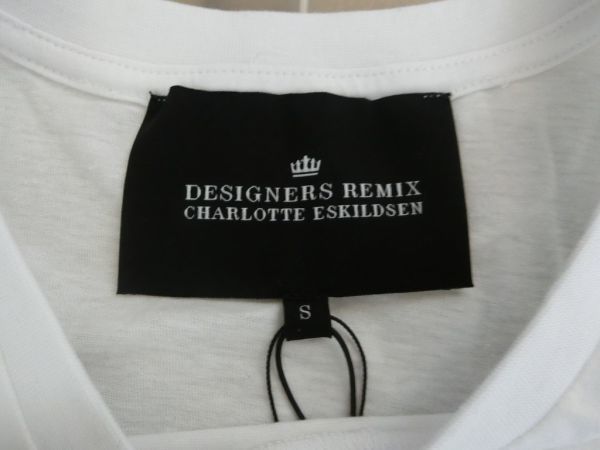 DESIGNERS REMIX
CHARLOTTE ESKILDSEN
S